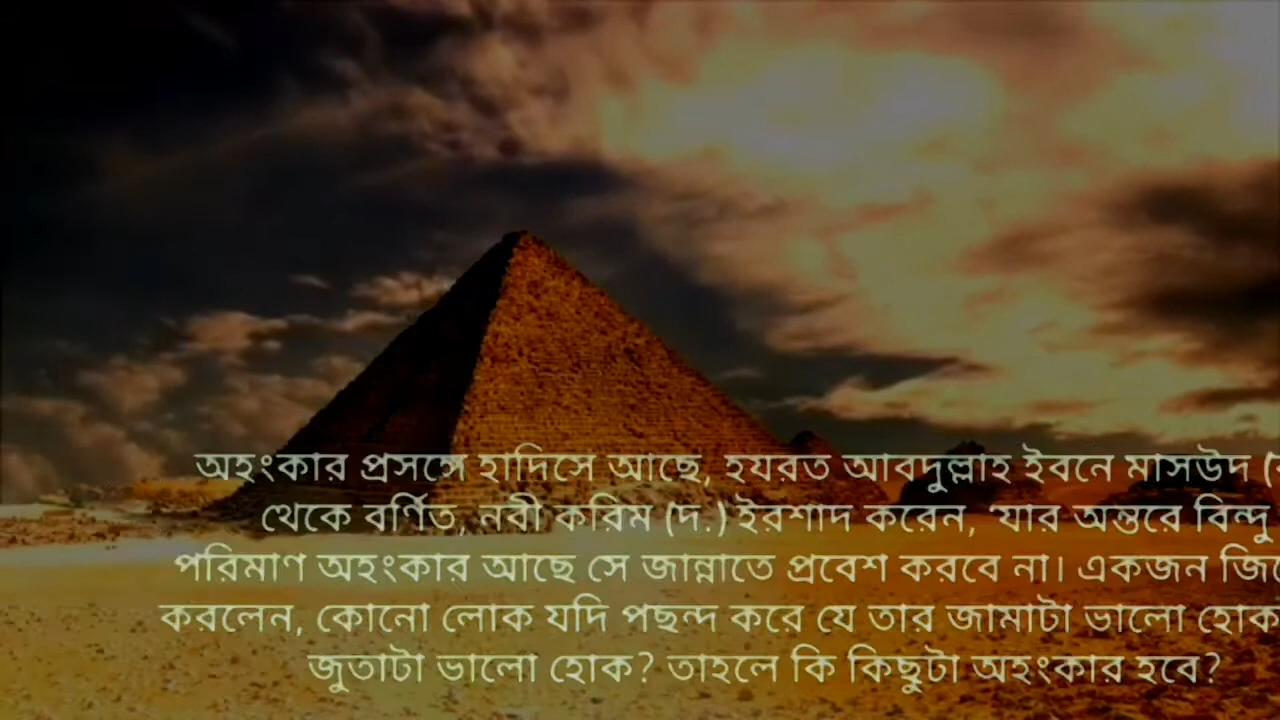 অহংকার প্রসঙ্গে হাদিসে আছে, হযরত আবদুল্লাহ ইবনে মাসউদ
থেকে বর্ণিত, নবী করিম (দ.) ইরশাদ করেন, 'যার অন্তরে বিন্দু
পরিমাণ অহংকার আছে সে জান্নাতে প্রবেশ করবে না। একজন
করলেন, কোনো লোক যদি পছন্দ করে যে তার জামাটা ভালো হোক
জুতাটা ভালো হোক? তাহলে কি কিছুটা অহংকার হবে?